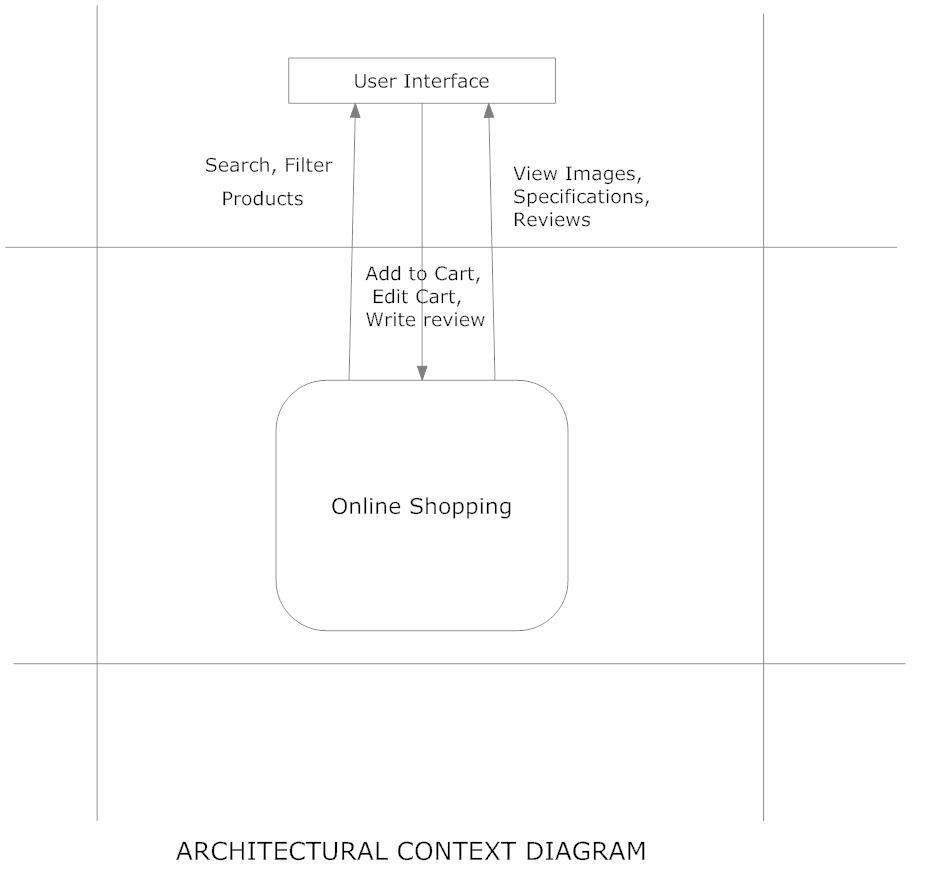 User Interface
Search, Filter
Products
View Images,
Specifications,
Reviews
Add to Cart,
Edit Cart,
Write review
Online Shopping
ARCHITECTURAL CONTEXT DIAGRAM